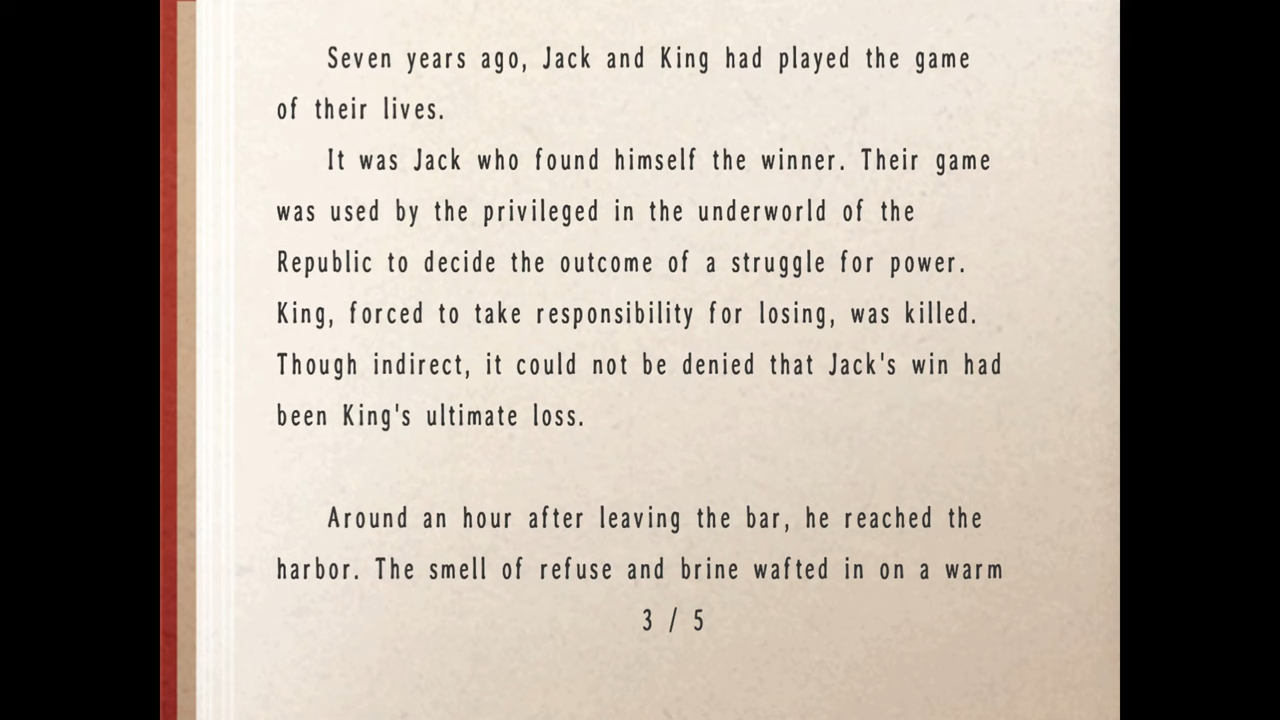 Seven years ago, Jack and King had played the game
of their lives.
It was Jack who found himself the winner. Their game
was used by the privileged in the underworld of the
Republic to decide the outcome of a struggle for power.
King, forced to take responsibility for losing, was killed.
Though indirect, it could not be denied that Jack's win had
been King's ultimate loss.
Around an hour after leaving the bar, he reached the
harbor. The smell of refuse and brine wafted in on a warm
3 / 5